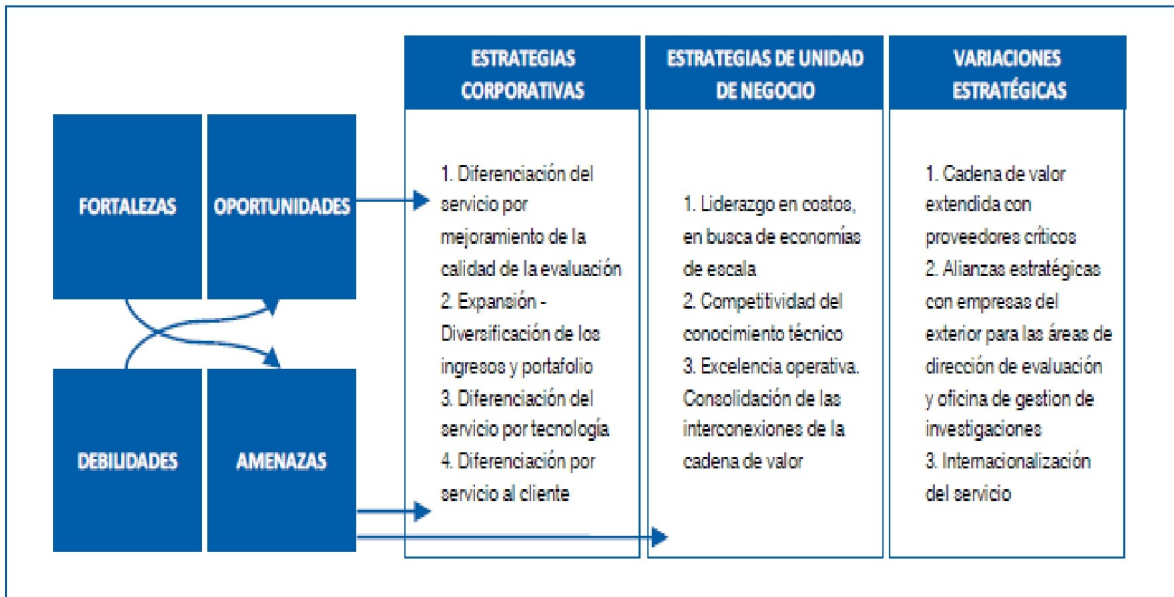 ESTRATEGIAS
CORPORATIVAS
ESTRATEGIAS DE UNIDAD
DE NEGOCIO
VARIACIONES
ESTRATÉGICAS
FORTALEZAS
OPORTUNIDADES
DEBILIDADES
AMENAZAS
1. Diferenciación del
servicio por
mejoramiento de la
calidad de la evaluación
2. Expansión -
Diversificación de los
ingresos y portafolio
3. Diferenciación del
servicio por tecnología
4. Diferenciación por
servicio al cliente
1. Liderazgo en costos,
en busca de economías
de escala
2. Competitividad del
conocimiento técnico
3. Excelencia operativa.
Consolidación de las
interconexiones de la
cadena de valor
1. Cadena de valor
extendida con
proveedores críticos
2. Alianzas estratégicas
con empresas del
exterior para las áreas de
dirección de evaluación
y oficina de gestion de
investigaciones
3. Internacionalización
del servicio